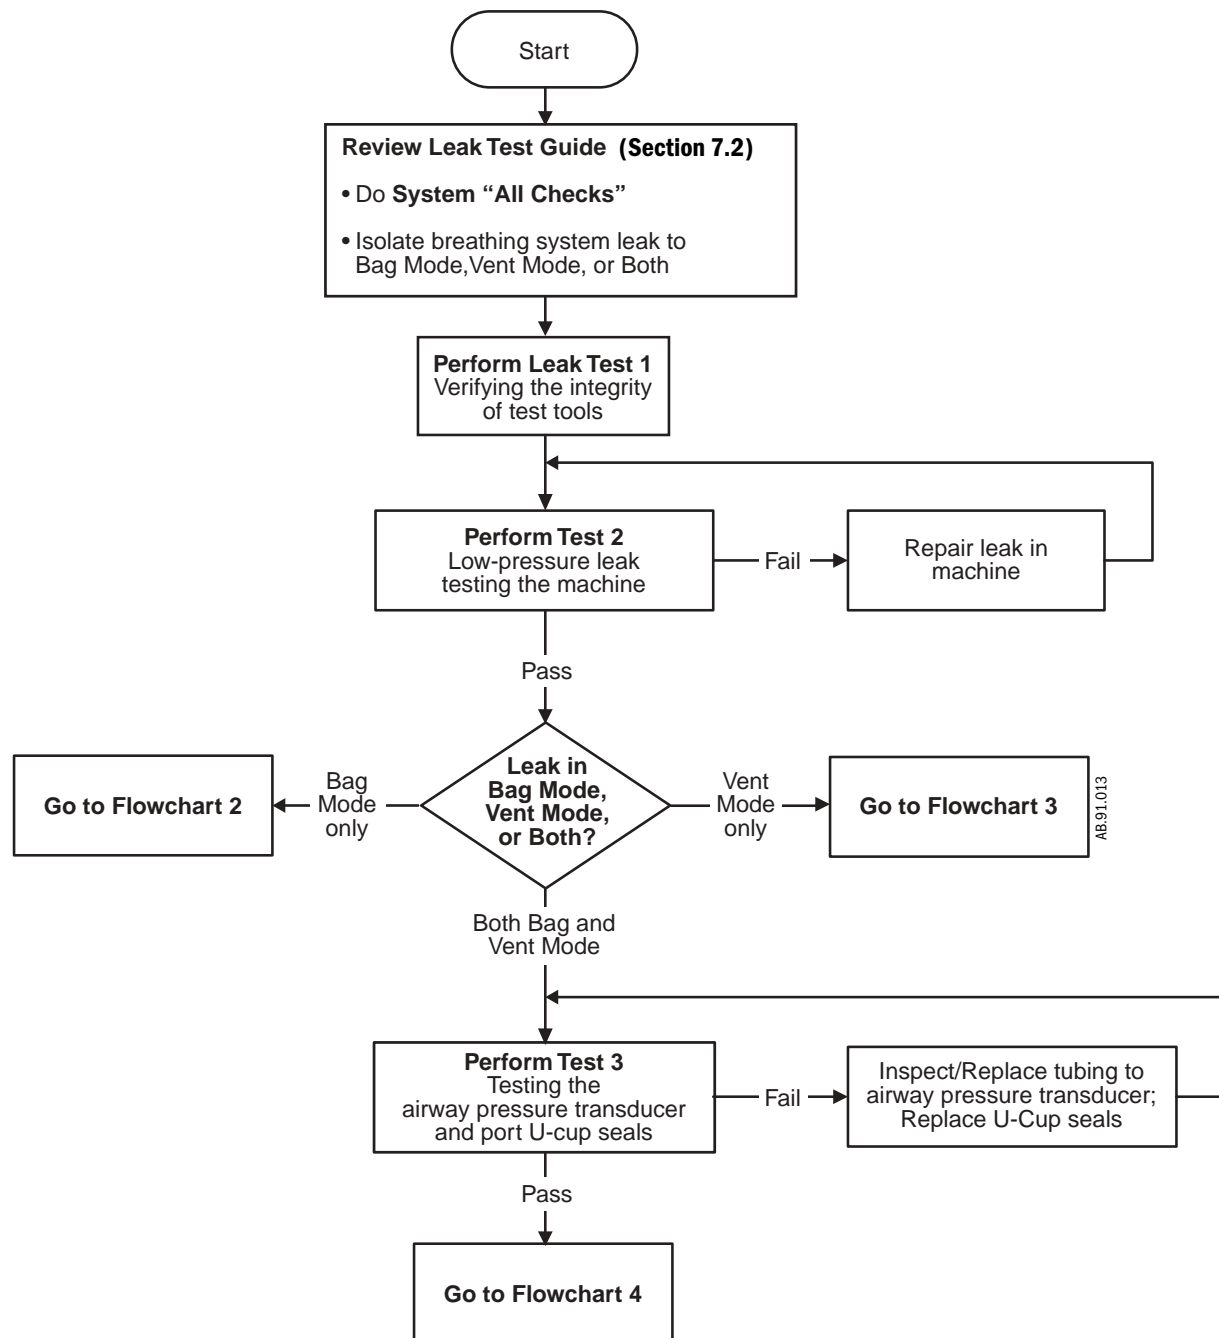 Start
Review Leak Test Guide (Section 7.2)
• Do System “All Checks”
• Isolate breathing system leak to
Bag Mode,Vent Mode, or Both
Perform Leak Test 1
Verifying the integrity
of test tools
Perform Test 2
Low-pressure leak
testing the machine
Fail
Repair leak in
machine
Pass
Go to Flowchart 2
Bag
Mode
only
Leak in
Bag Mode,
Vent Mode,
or Both?
Vent
Mode
only
Go to Flowchart 3
AB.91.013
Both Bag and
Vent Mode
Perform Test 3
Testing the
airway pressure transducer
and port U-cup seals
Fail
Inspect/Replace tubing to
airway pressure transducer;
Replace U-Cup seals
Pass
Go to Flowchart 4